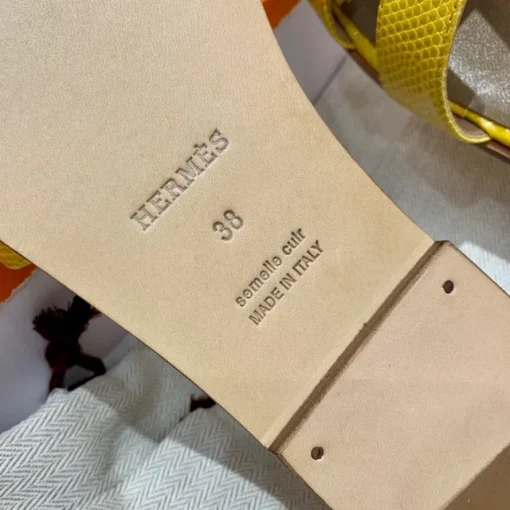 HERMÈS
38
semelle cuir
MADE IN ITALY